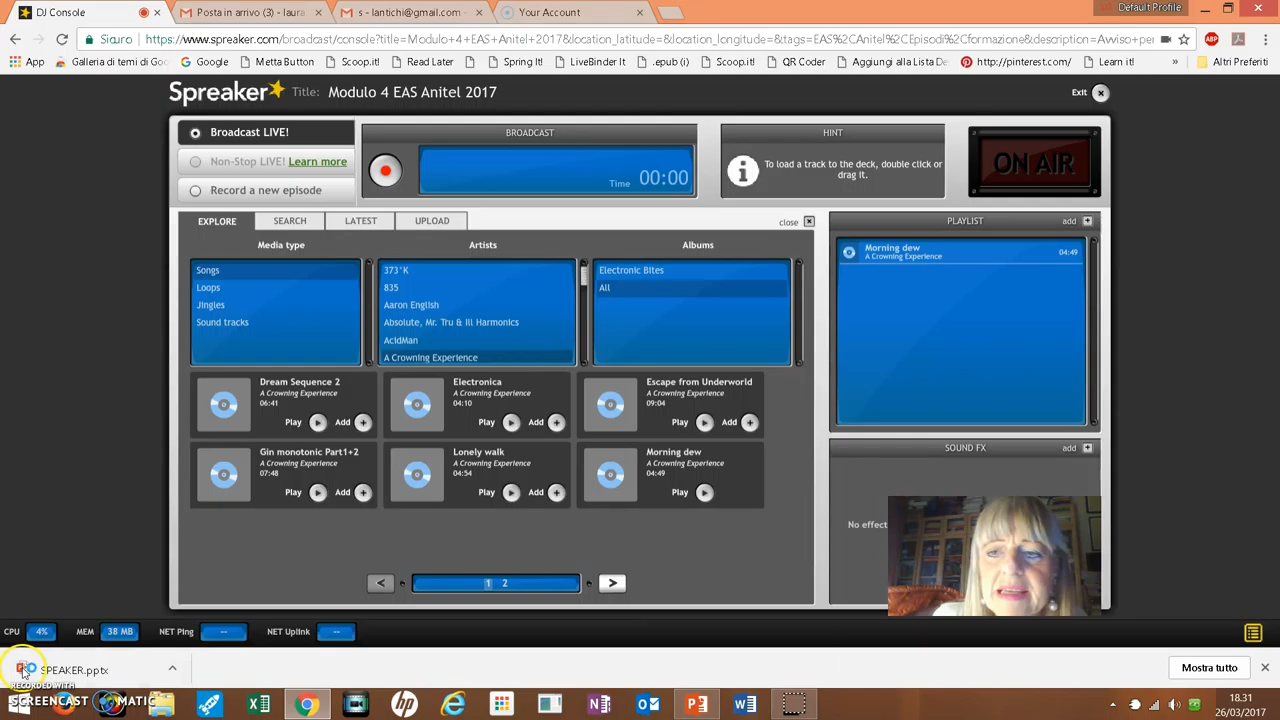 DJ Console
Posta in arrivo (3) - laura
s - lantichi@gmail.com -
Your Account
Default Profile
Sicuro https://www.spreaker.com/broadcast/console?title=Modulo+4+EAS+Anitel+2017&location_latitude=&location_longitude=&tags=EAS%2CAnitel%2CEpisodi%2Cformazione&description=Avviso+per
App Galleria di temi di Goo Google Metta Button Scoop.it! Read Later Spring It! LiveBinder It .epub (i) Scoop.it! QR Coder Aggiungi alla Lista De http://pinterest.com/ Learn it! » Altri Preferiti
Spreaker Title: Modulo 4 EAS Anitel 2017 Exit
Broadcast LIVE!
Non-Stop LIVE! Learn more
Record a new episode
BROADCAST
Time 00:00
HINT
To load a track to the deck, double click or drag it.
ON AIR
EXPLORE SEARCH LATEST UPLOAD close
Media type Artists Albums
Songs
Loops
Jingles
Sound tracks
373°K
835
Aaron English
Absolute, Mr. Tru & Ill Harmonics
AcidMan
A Crowning Experience
Electronic Bites
All
Dream Sequence 2
A Crowning Experience
06:41
Play Add
Electronica
A Crowning Experience
04:10
Play Add
Escape from Underworld
A Crowning Experience
09:04
Play Add
Gin monotonic Part1+2
A Crowning Experience
07:48
Play Add
Lonely walk
A Crowning Experience
04:54
Play Add
Morning dew
A Crowning Experience
04:49
Play
< 1 2 >
PLAYLIST add
Morning dew 04:49
A Crowning Experience
SOUND FX add
No effect
CPU 4% MEM 38 MB NET Ping -- NET Uplink --
SPEAKER.pptx
Mostra tutto
RECORDED WITH
SCREENCAST MATIC
18.31
26/03/2017